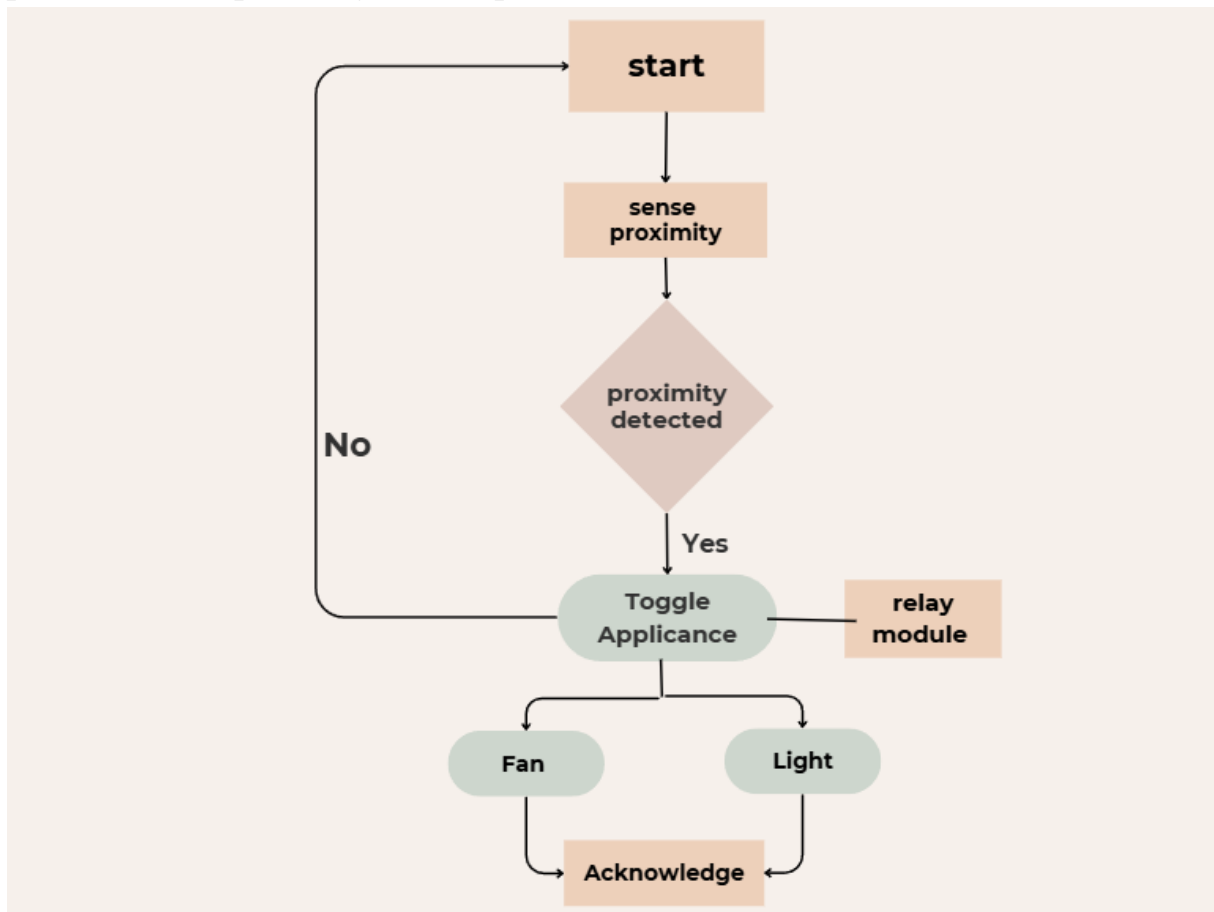 start
sense
proximity
proximity
detected
No
Yes
Toggle
Applicance
relay
module
Fan
Light
Acknowledge